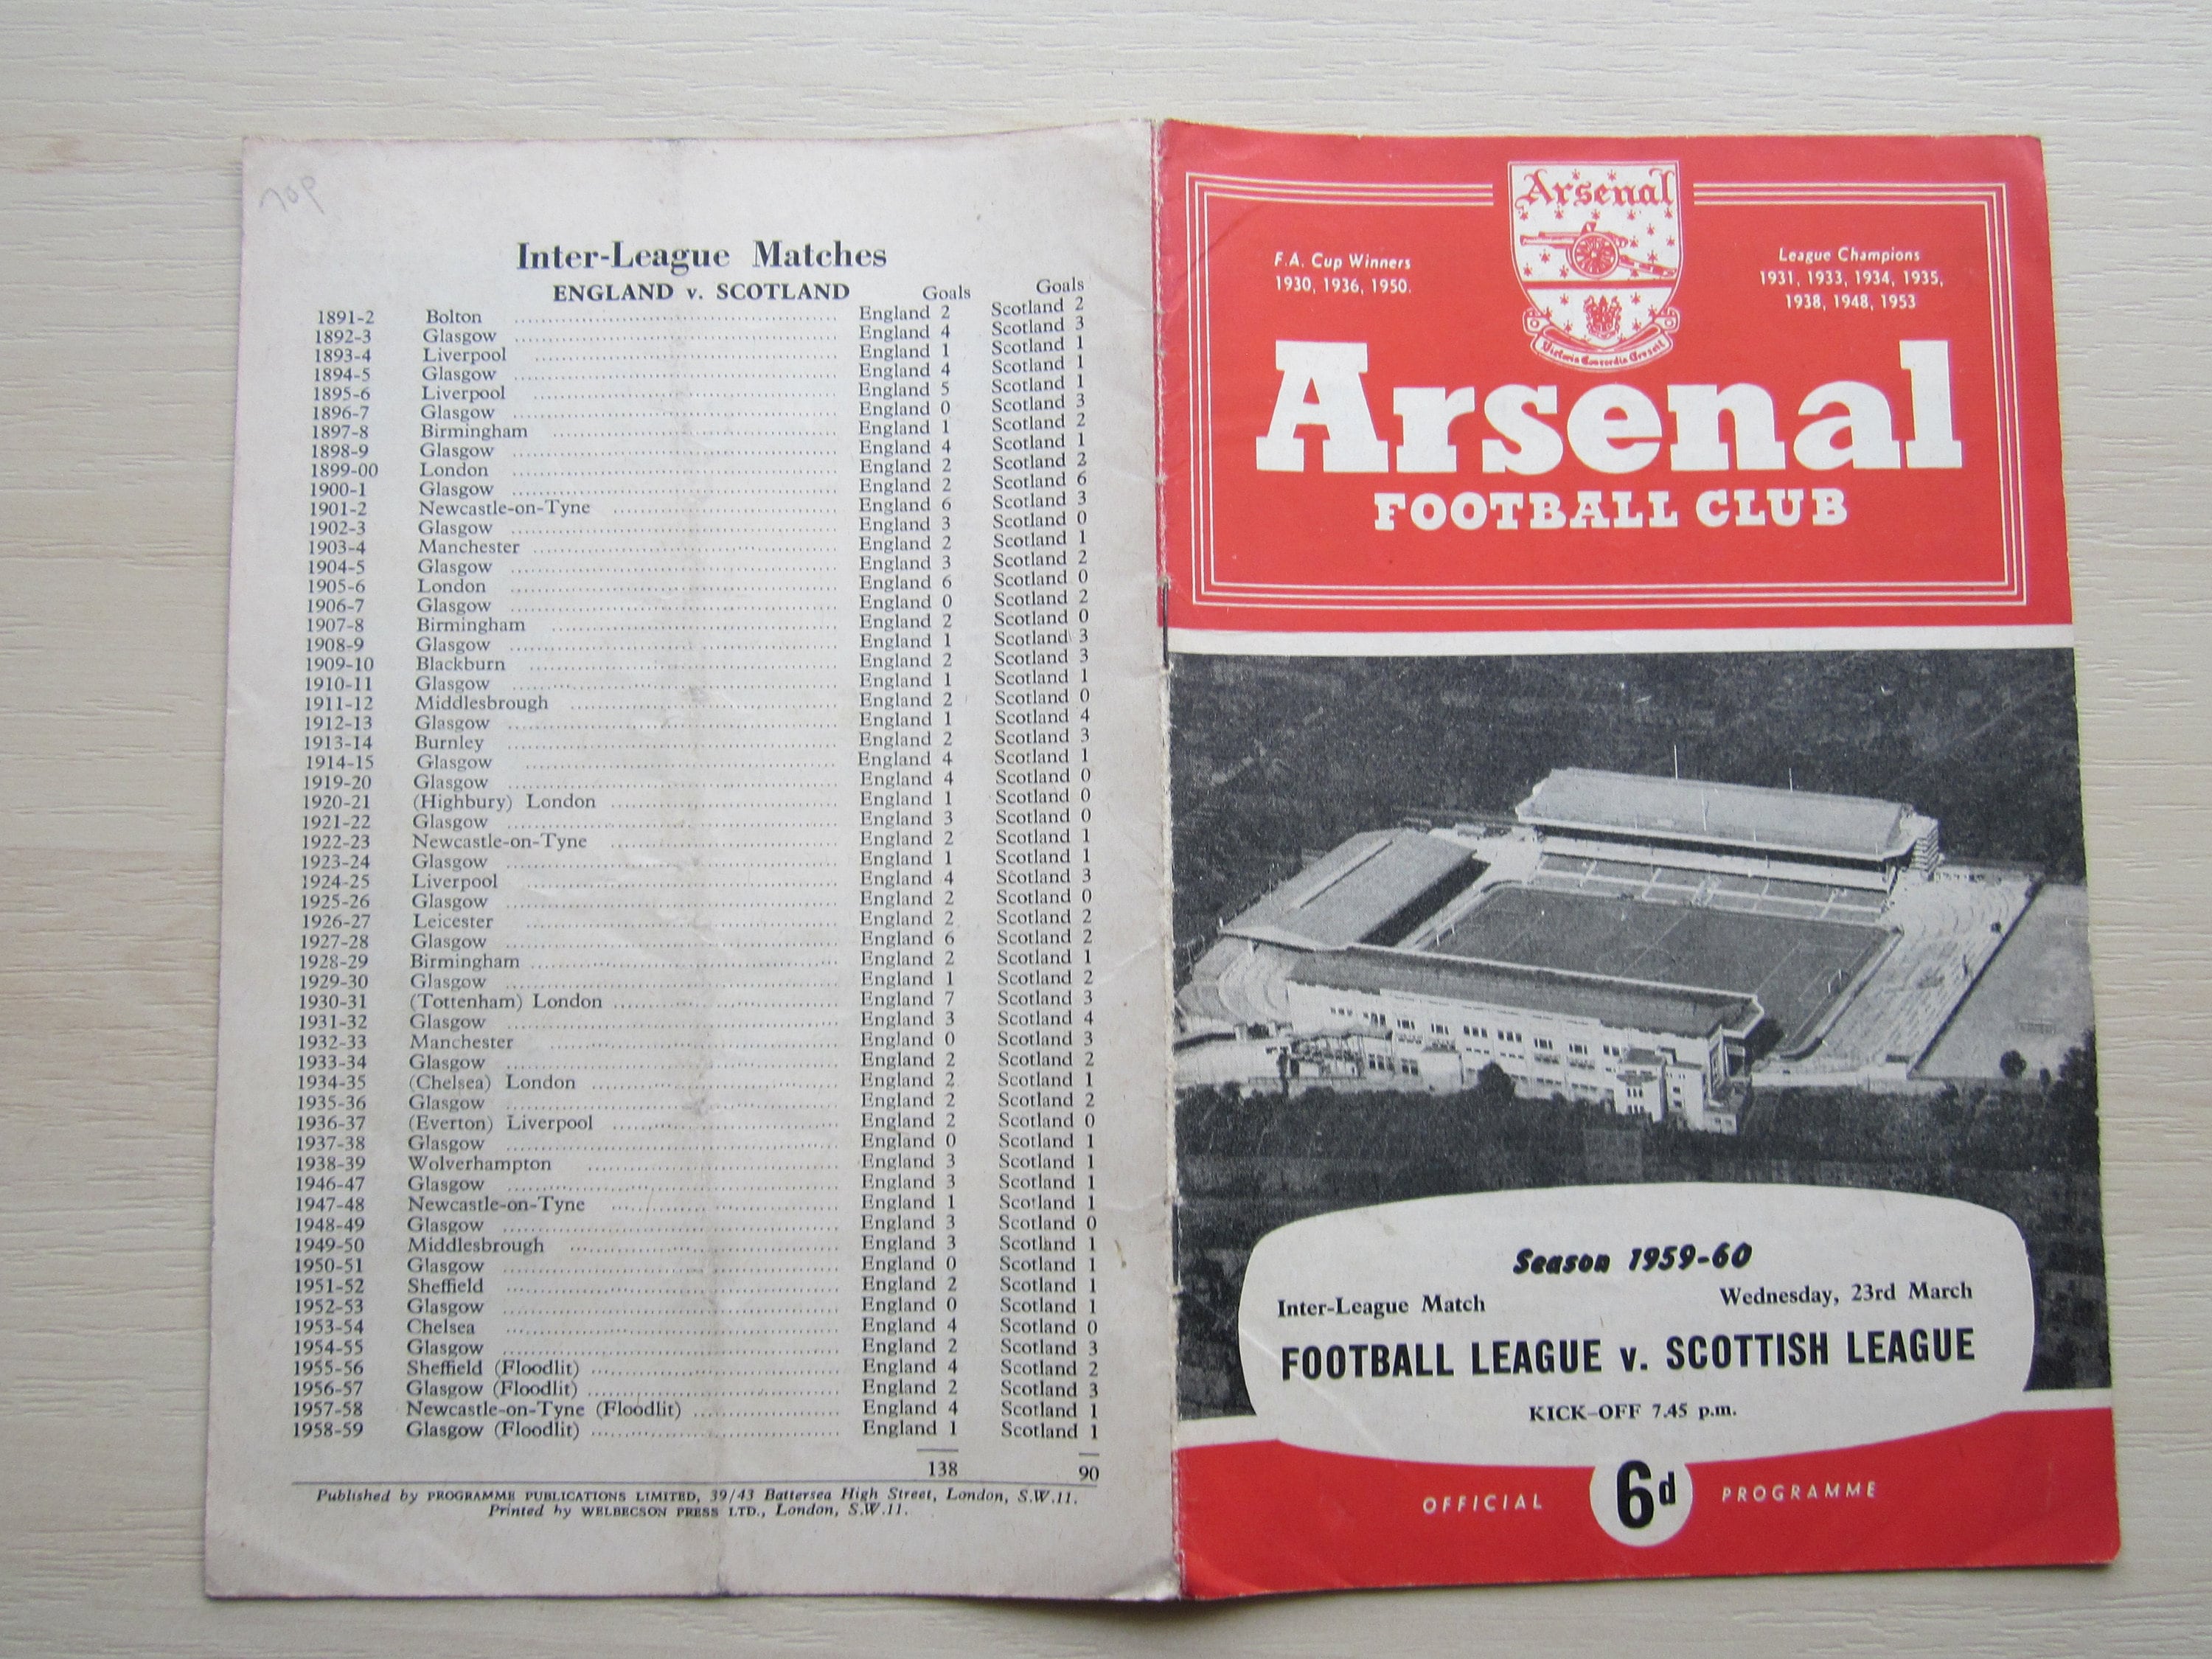 70p
Inter-League Matches
ENGLAND v. SCOTLAND Goals Goals
1891-2 Bolton England 2 Scotland 2
1892-3 Glasgow England 4 Scotland 3
1893-4 Liverpool England 1 Scotland 1
1894-5 Glasgow England 4 Scotland 1
1895-6 Liverpool England 5 Scotland 1
1896-7 Glasgow England 0 Scotland 3
1897-8 Birmingham England 1 Scotland 2
1898-9 Glasgow England 4 Scotland 1
1899-00 London England 2 Scotland 2
1900-1 Glasgow England 2 Scotland 6
1901-2 Newcastle-on-Tyne England 6 Scotland 3
1902-3 Glasgow England 3 Scotland 0
1903-4 Manchester England 2 Scotland 1
1904-5 Glasgow England 3 Scotland 2
1905-6 London England 6 Scotland 0
1906-7 Glasgow England 0 Scotland 2
1907-8 Birmingham England 2 Scotland 0
1908-9 Glasgow England 1 Scotland 3
1909-10 Blackburn England 2 Scotland 3
1910-11 Glasgow England 1 Scotland 1
1911-12 Middlesbrough England 2 Scotland 0
1912-13 Glasgow England 1 Scotland 4
1913-14 Burnley England 2 Scotland 3
1914-15 Glasgow England 4 Scotland 1
1919-20 Glasgow England 4 Scotland 0
1920-21 (Highbury) London England 1 Scotland 0
1921-22 Glasgow England 3 Scotland 0
1922-23 Newcastle-on-Tyne England 2 Scotland 1
1923-24 Glasgow England 1 Scotland 1
1924-25 Liverpool England 4 Scotland 3
1925-26 Glasgow England 2 Scotland 0
1926-27 Leicester England 2 Scotland 2
1927-28 Glasgow England 6 Scotland 2
1928-29 Birmingham England 2 Scotland 1
1929-30 Glasgow England 1 Scotland 2
1930-31 (Tottenham) London England 7 Scotland 3
1931-32 Glasgow England 3 Scotland 4
1932-33 Manchester England 0 Scotland 3
1933-34 Glasgow England 2 Scotland 2
1934-35 (Chelsea) London England 2 Scotland 1
1935-36 Glasgow England 2 Scotland 2
1936-37 (Everton) Liverpool England 2 Scotland 0
1937-38 Glasgow England 0 Scotland 1
1938-39 Wolverhampton England 3 Scotland 1
1946-47 Glasgow England 3 Scotland 1
1947-48 Newcastle-on-Tyne England 1 Scotland 1
1948-49 Glasgow England 3 Scotland 0
1949-50 Middlesbrough England 3 Scotland 1
1950-51 Glasgow England 0 Scotland 1
1951-52 Sheffield England 2 Scotland 1
1952-53 Glasgow England 0 Scotland 1
1953-54 Chelsea England 4 Scotland 0
1954-55 Glasgow England 2 Scotland 3
1955-56 Sheffield (Floodlit) England 4 Scotland 2
1956-57 Glasgow (Floodlit) England 2 Scotland 3
1957-58 Newcastle-on-Tyne (Floodlit) England 4 Scotland 1
1958-59 Glasgow (Floodlit) England 1 Scotland 1
138 90
Published by PROGRAMME PUBLICATIONS LIMITED, 39/43 Battersea High Street, London, S.W.11.
Printed by WELBECSON PRESS LTD., London, S.W.11.
Arsenal
Victoria Concordia Crescit
F.A. Cup Winners
1930, 1936, 1950.
League Champions
1931, 1933, 1934, 1935,
1938, 1948, 1953
Arsenal
FOOTBALL CLUB
Season 1959-60
Inter-League Match Wednesday, 23rd March
FOOTBALL LEAGUE v. SCOTTISH LEAGUE
KICK-OFF 7.45 p.m.
OFFICIAL 6d PROGRAMME